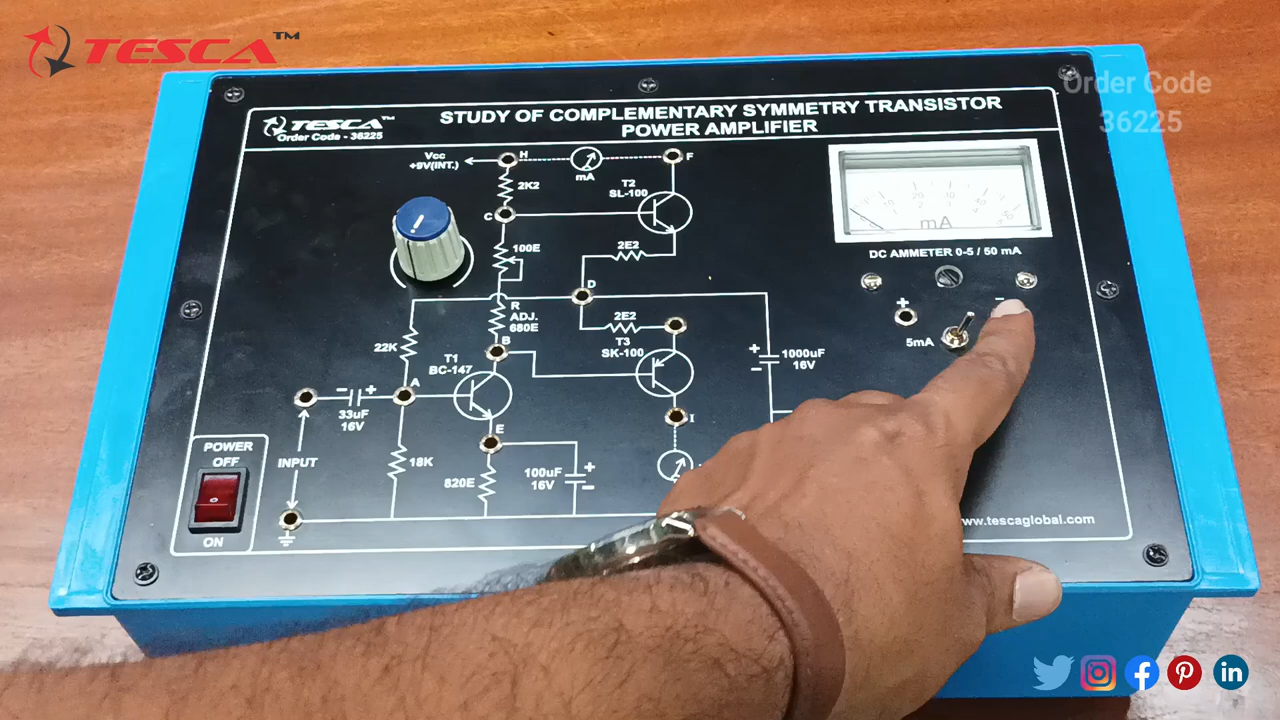 TESCA™
Order Code
36225
TESCA™
Order Code - 36225
STUDY OF COMPLEMENTARY SYMMETRY TRANSISTOR
POWER AMPLIFIER
Vcc
+9V(INT.)
H
mA
F
2K2
T2
SL-100
C
100E
2E2
D
R
ADJ.
680E
22K
B
2E2
T3
SK-100
T1
BC-147
A
33uF
16V
+
-
1000uF
16V
I
E
INPUT
18K
820E
100uF
16V
+
-
POWER
OFF
ON
mA
DC AMMETER 0-5 / 50 mA
+
-
5mA
www.tescaglobal.com